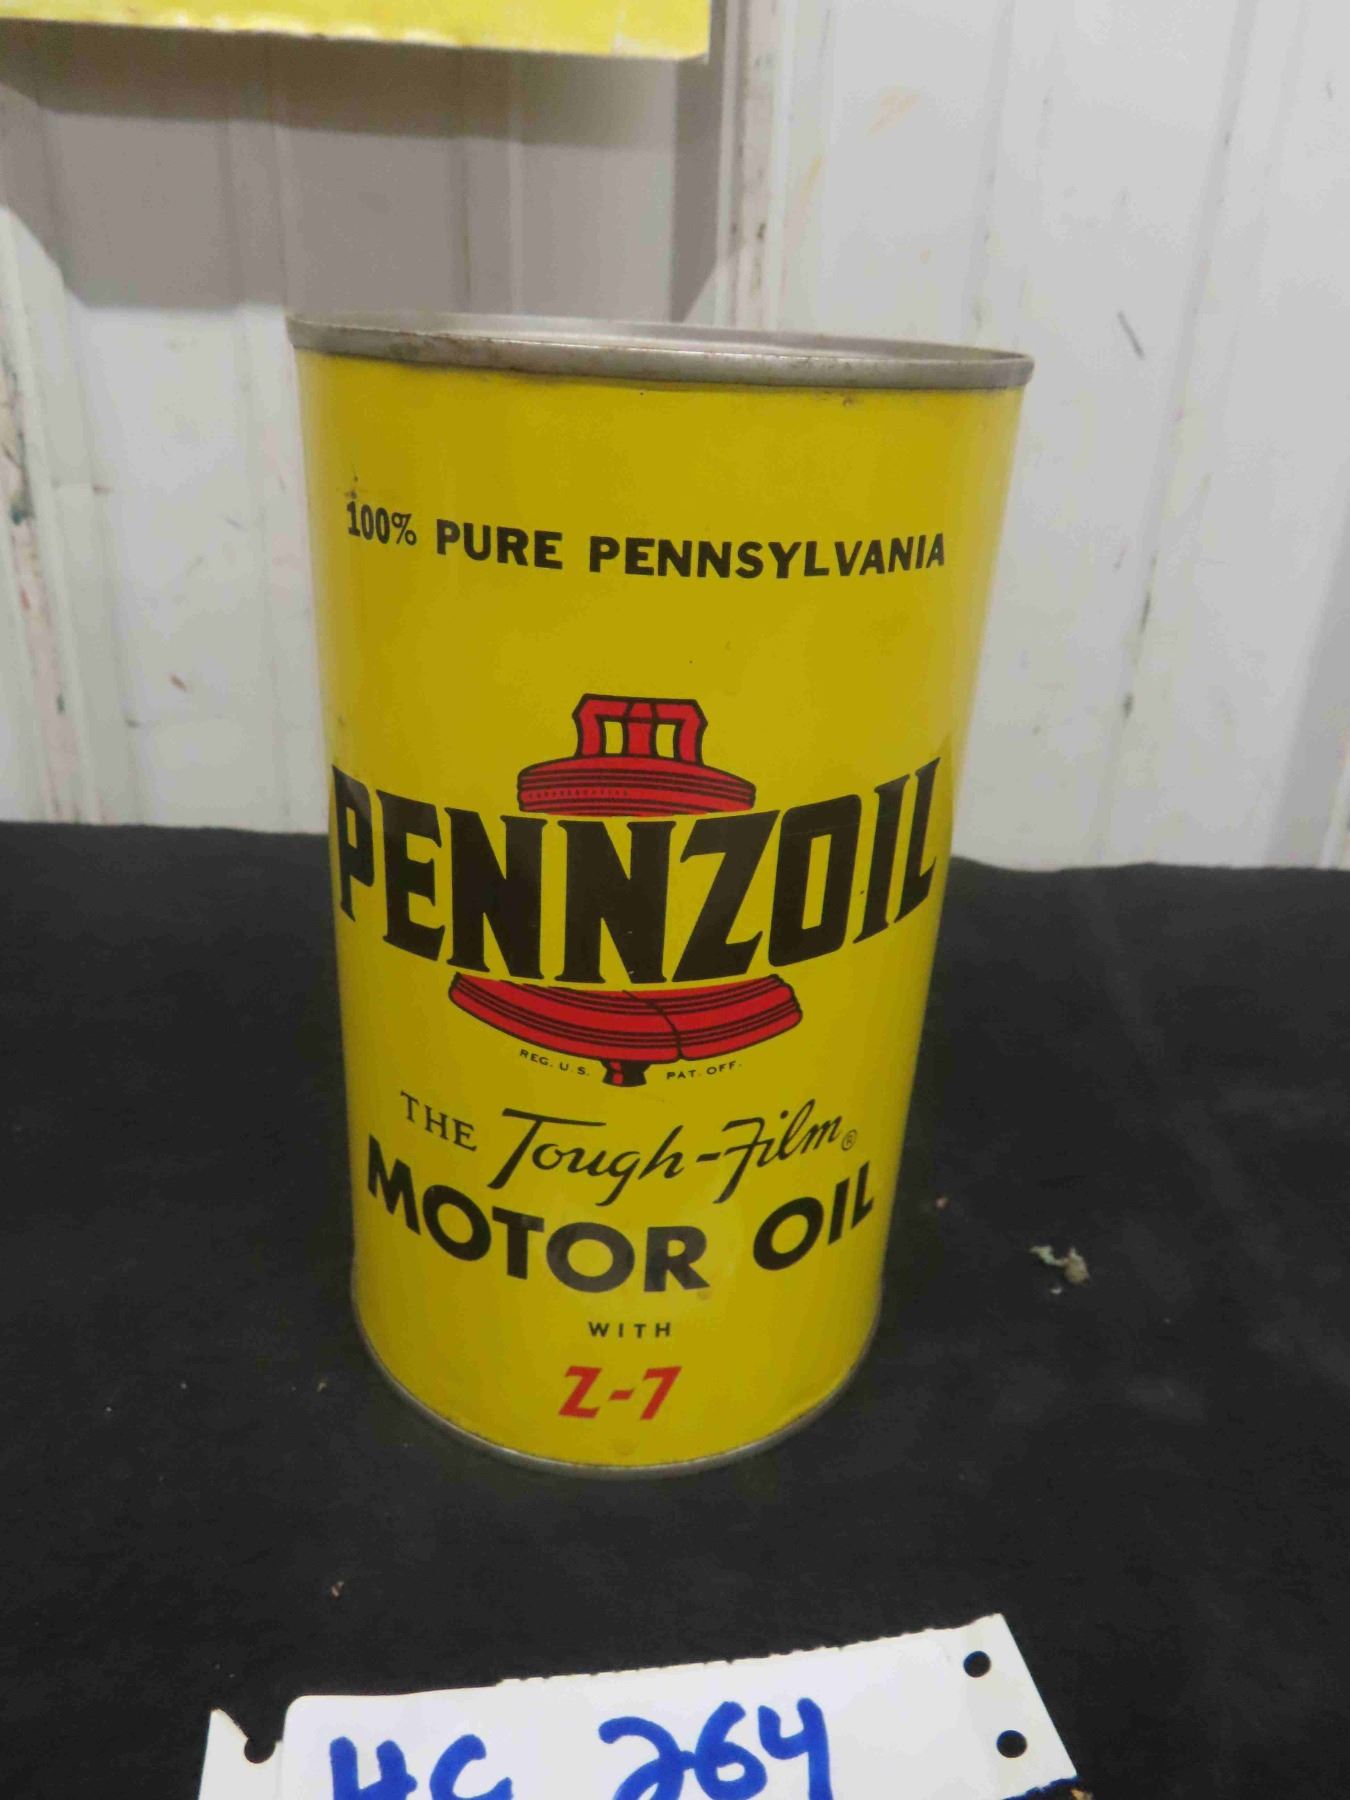 100% PURE PENNSYLVANIA
PENNZOIL
REG. U.S. PAT. OFF.
THE Tough-Film®
MOTOR OIL
WITH
Z-7
HC 264